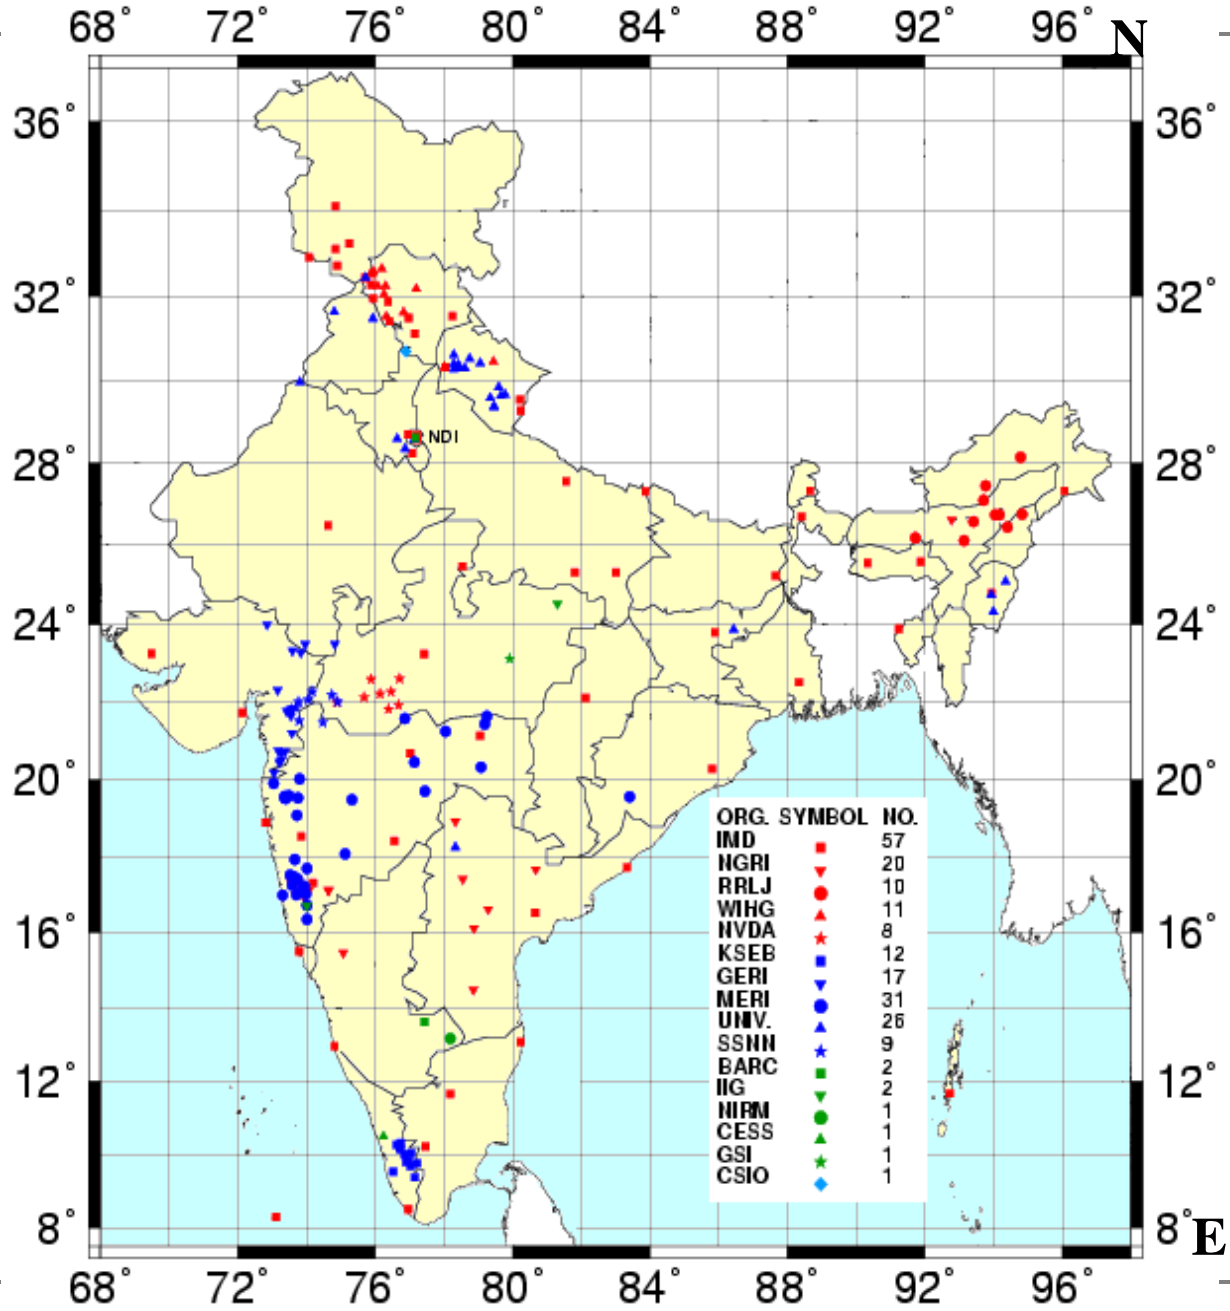 68° 72° 76° 80° 84° 88° 92° 96° N
36° 36°
r
32° 32°
NDI
28° 28°
24° 24°
20° 20°
ORG. SYMBOL NO.
IMD 57
NGRI 20
RRLJ 10
WIHG 11
NVDA 8
KSEB 12
GERI 17
MERI 31
UNIV. 26
SSNN 9
BARC 2
IIG 2
NIRM 1
CESS 1
GSI 1
CSIO 1
16° 16°
12° 12°
8° 8° E
68° 72° 76° 80° 84° 88° 92° 96°